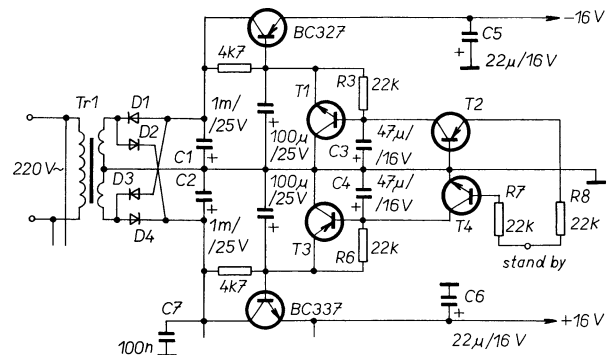 BC327
−16V
C5
22µ/16V
4k7
R3
22k
T1
T2
Tr1
D1
D2
D3
D4
1m/
/25V
C1
C2
1m/
/25V
100µ
/25V
100µ
/25V
C3
47µ/
/16V
C4
47µ/
/16V
220V~
T3
R6
22k
T4
R7
22k
R8
22k
stand by
4k7
BC337
C7
100n
C6
22µ/16V
+16V